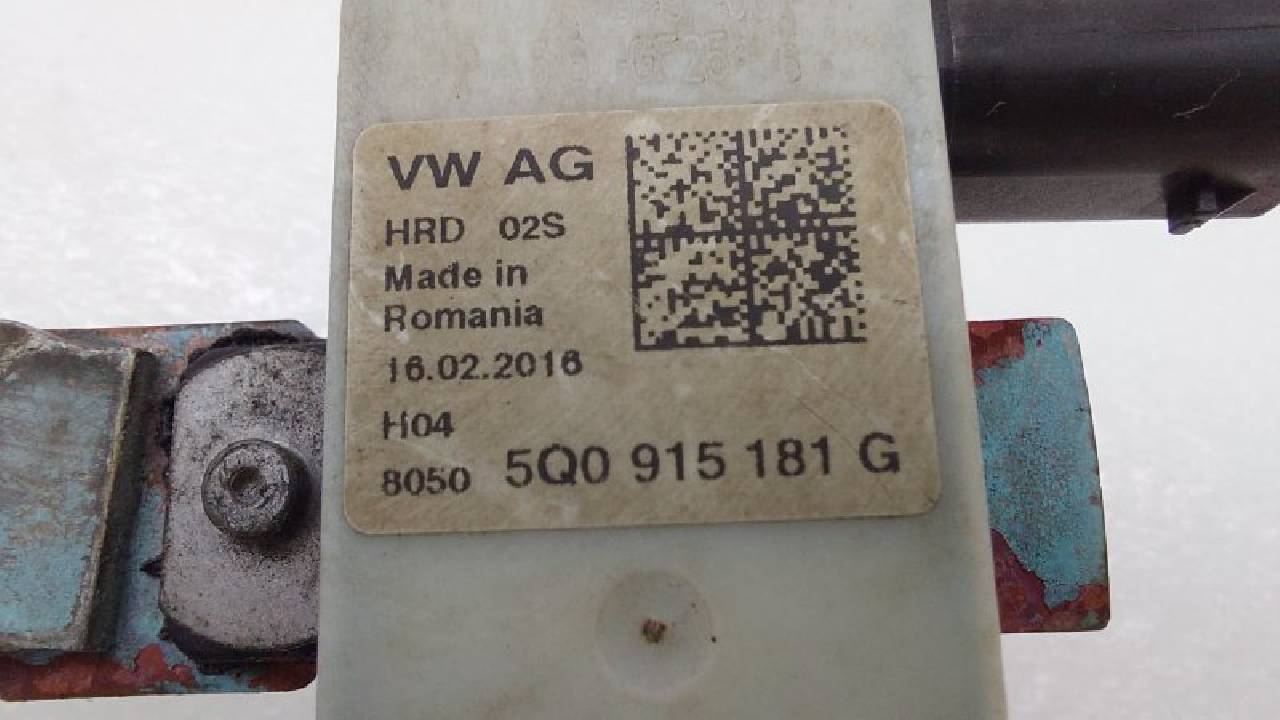 VW AG
HRD 02S
Made in
Romania
16.02.2016
H04
8050 5Q0 915 181 G